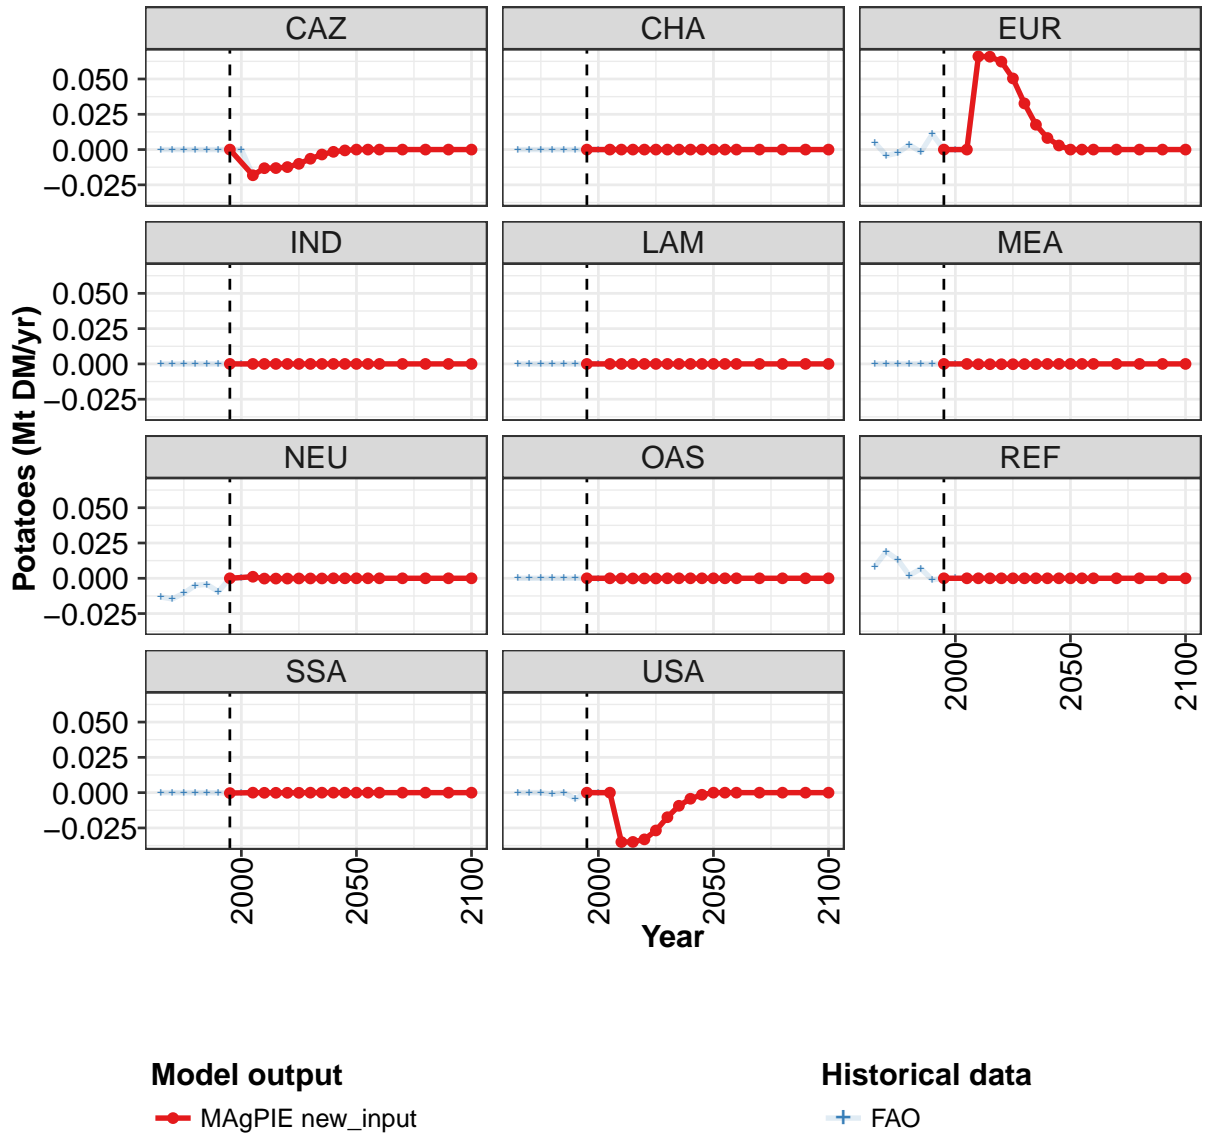 CAZ CHA EUR
0.050
0.025
0.000
−0.025
IND LAM MEA
0.050
0.025
0.000
−0.025
NEU OAS REF
0.050
0.025
0.000
−0.025
2000 2050 2100
SSA USA
0.050
0.025
0.000
−0.025
2000 2050 2100 2000 2050 2100
Potatoes (Mt DM/yr)
Year
Model output Historical data
MAgPIE new_input FAO